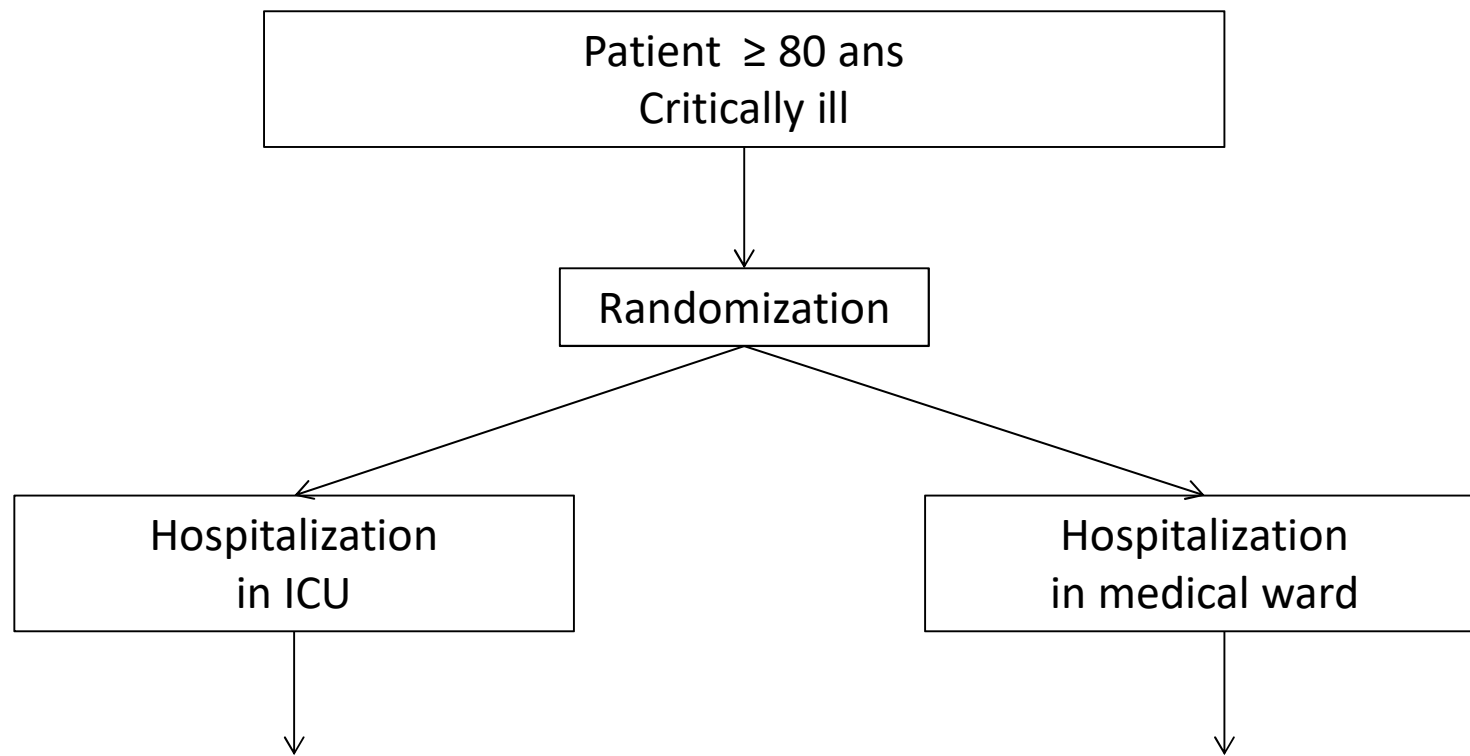 Patient ≥ 80 ans
Critically ill
Randomization
Hospitalization
in ICU
Hospitalization
in medical ward